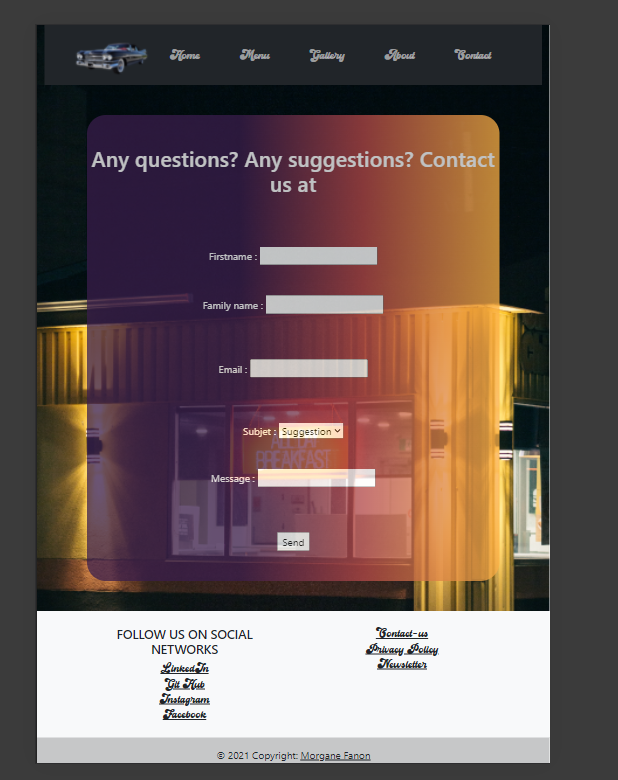 Home Menu Gallery About Contact
Any questions? Any suggestions? Contact
us at
Firstname :
Family name :
Email :
Subjet : Suggestion
BREAKFAST
Message :
Send
FOLLOW US ON SOCIAL
NETWORKS
LinkedIn
Git Hub
Instagram
Facebook
Contact-us
Privacy Policy
Newsletter
© 2021 Copyright: Morgane Fanon